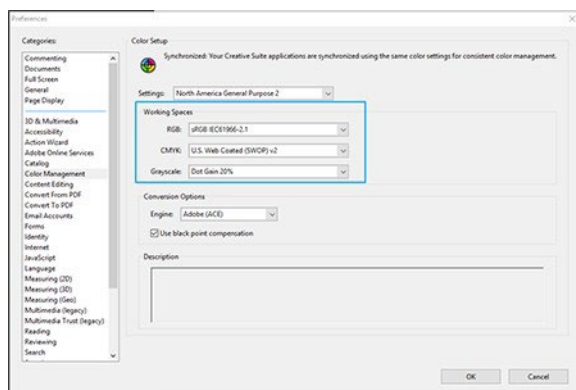 Preferences
Categories:
Commenting
Documents
Full Screen
General
Page Display
3D & Multimedia
Accessibility
Action Wizard
Adobe Online Services
Catalog
Color Management
Content Editing
Convert From PDF
Convert To PDF
Email Accounts
Forms
Identity
Internet
JavaScript
Language
Measuring (2D)
Measuring (3D)
Measuring (Geo)
Multimedia (legacy)
Multimedia Trust (legacy)
Reading
Reviewing
Search
Color Setup
Synchronized: Your Creative Suite applications are synchronized using the same color settings for consistent color management.
Settings: North America General Purpose 2
Working Spaces
RGB: sRGB IEC61966-2.1
CMYK: U.S. Web Coated (SWOP) v2
Grayscale: Dot Gain 20%
Conversion Options
Engine: Adobe (ACE)
Use black point compensation
Description
OK Cancel